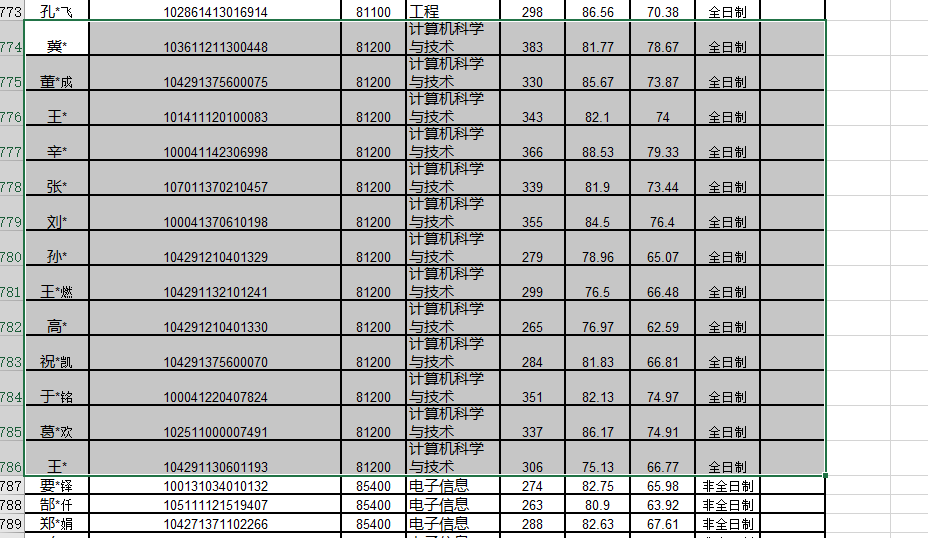 773 孔*飞 102861413016914 81100 工程 298 86.56 70.38 全日制
774 冀* 103611211300448 81200 计算机科学与技术 383 81.77 78.67 全日制
775 董*成 104291375600075 81200 计算机科学与技术 330 85.67 73.87 全日制
776 王* 101411120100083 81200 计算机科学与技术 343 82.1 74 全日制
777 辛* 100041142306998 81200 计算机科学与技术 366 88.53 79.33 全日制
778 张* 107011370210457 81200 计算机科学与技术 339 81.9 73.44 全日制
779 刘* 100041370610198 81200 计算机科学与技术 355 84.5 76.4 全日制
780 孙* 104291210401329 81200 计算机科学与技术 279 78.96 65.07 全日制
781 王*燃 104291132101241 81200 计算机科学与技术 299 76.5 66.48 全日制
782 高* 104291210401330 81200 计算机科学与技术 265 76.97 62.59 全日制
783 祝*凯 104291375600070 81200 计算机科学与技术 284 81.83 66.81 全日制
784 于*铭 100041220407824 81200 计算机科学与技术 351 82.13 74.97 全日制
785 葛*欢 102511000007491 81200 计算机科学与技术 337 86.17 74.91 全日制
786 王* 104291130601193 81200 计算机科学与技术 306 75.13 66.77 全日制
787 要*铎 100131034010132 85400 电子信息 274 82.75 65.98 非全日制
788 郜*仟 105111121519407 85400 电子信息 263 80.9 63.92 非全日制
789 郑*娟 104271371102266 85400 电子信息 288 82.63 67.61 非全日制